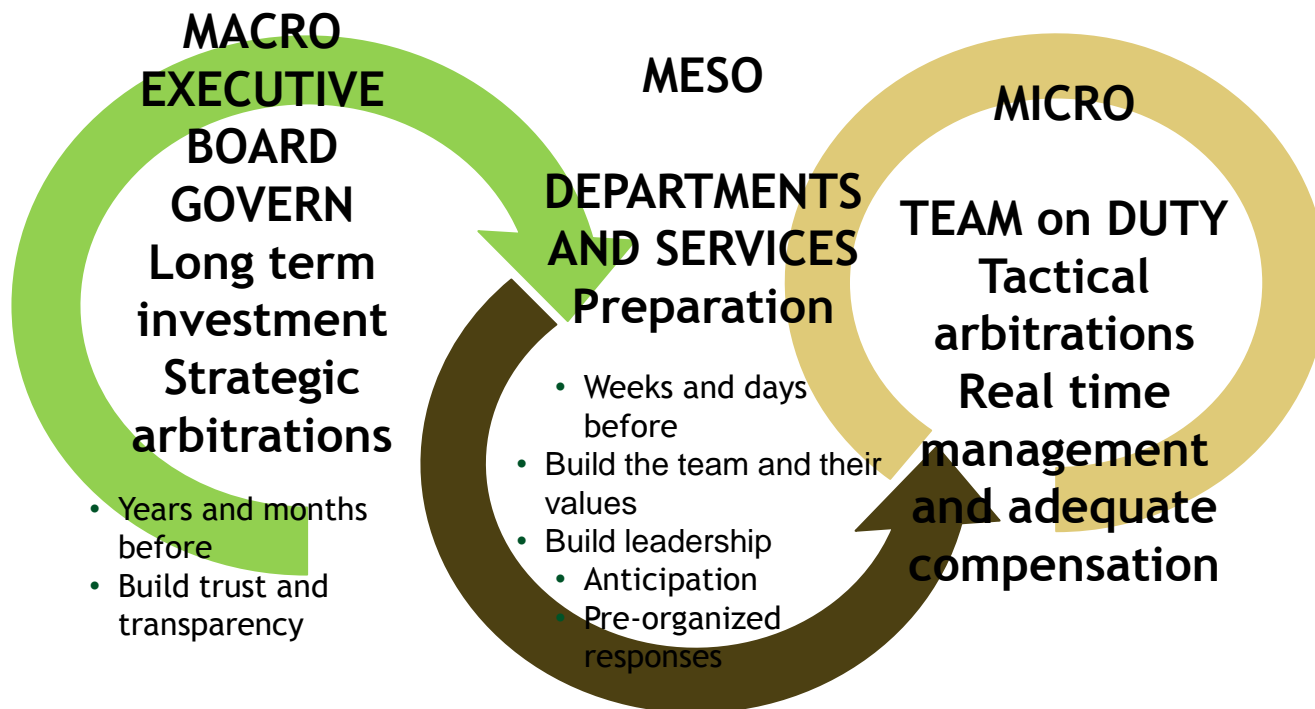 MACRO
EXECUTIVE
BOARD
GOVERN
Long term
investment
Strategic
arbitrations
• Years and months
before
• Build trust and
transparency
MESO
DEPARTMENTS
AND SERVICES
Preparation
• Weeks and days
before
• Build the team and their
values
• Build leadership
• Anticipation
• Pre-organized
responses
MICRO
TEAM on DUTY
Tactical
arbitrations
Real time
management
and adequate
compensation